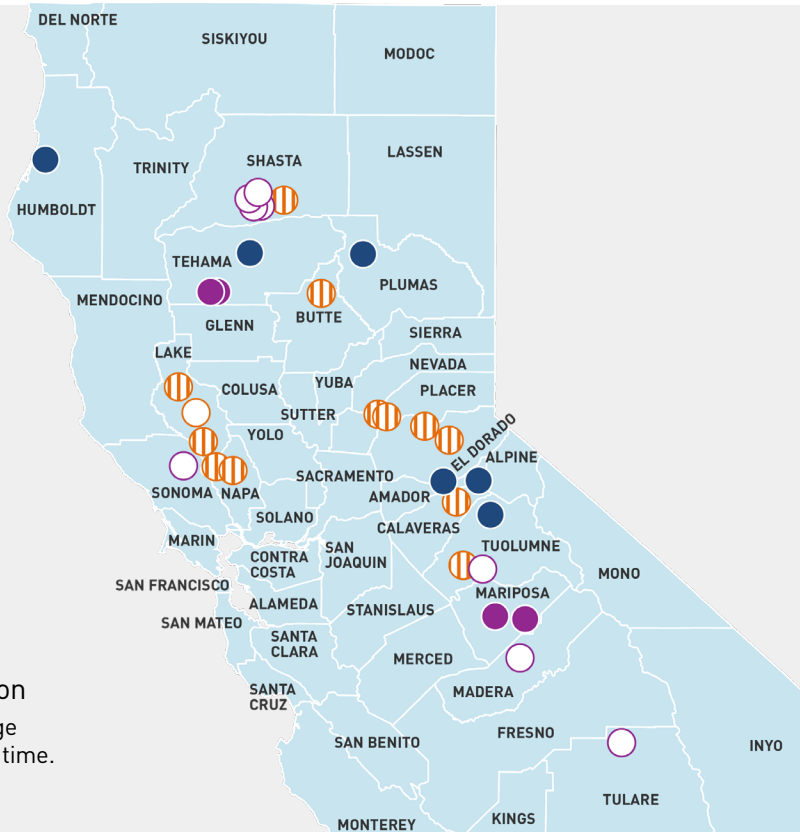 DEL NORTE
SISKIYOU
MODOC
SHASTA
LASSEN
TRINITY
HUMBOLDT
TEHAMA
PLUMAS
MENDOCINO
BUTTE
GLENN
SIERRA
LAKE
NEVADA
YUBA
COLUSA
PLACER
SUTTER
YOLO
EL DORADO
ALPINE
SACRAMENTO
SONOMA
NAPA
AMADOR
SOLANO
CALAVERAS
MARIN
TUOLUMNE
SAN
JOAQUIN
CONTRA
COSTA
MONO
SAN FRANCISCO
MARIPOSA
ALAMEDA
STANISLAUS
SAN MATEO
SANTA
CLARA
MERCED
on
SANTA
CRUZ
MADERA
ge
FRESNO
SAN BENITO
INYO
time.
TULARE
KINGS
MONTEREY